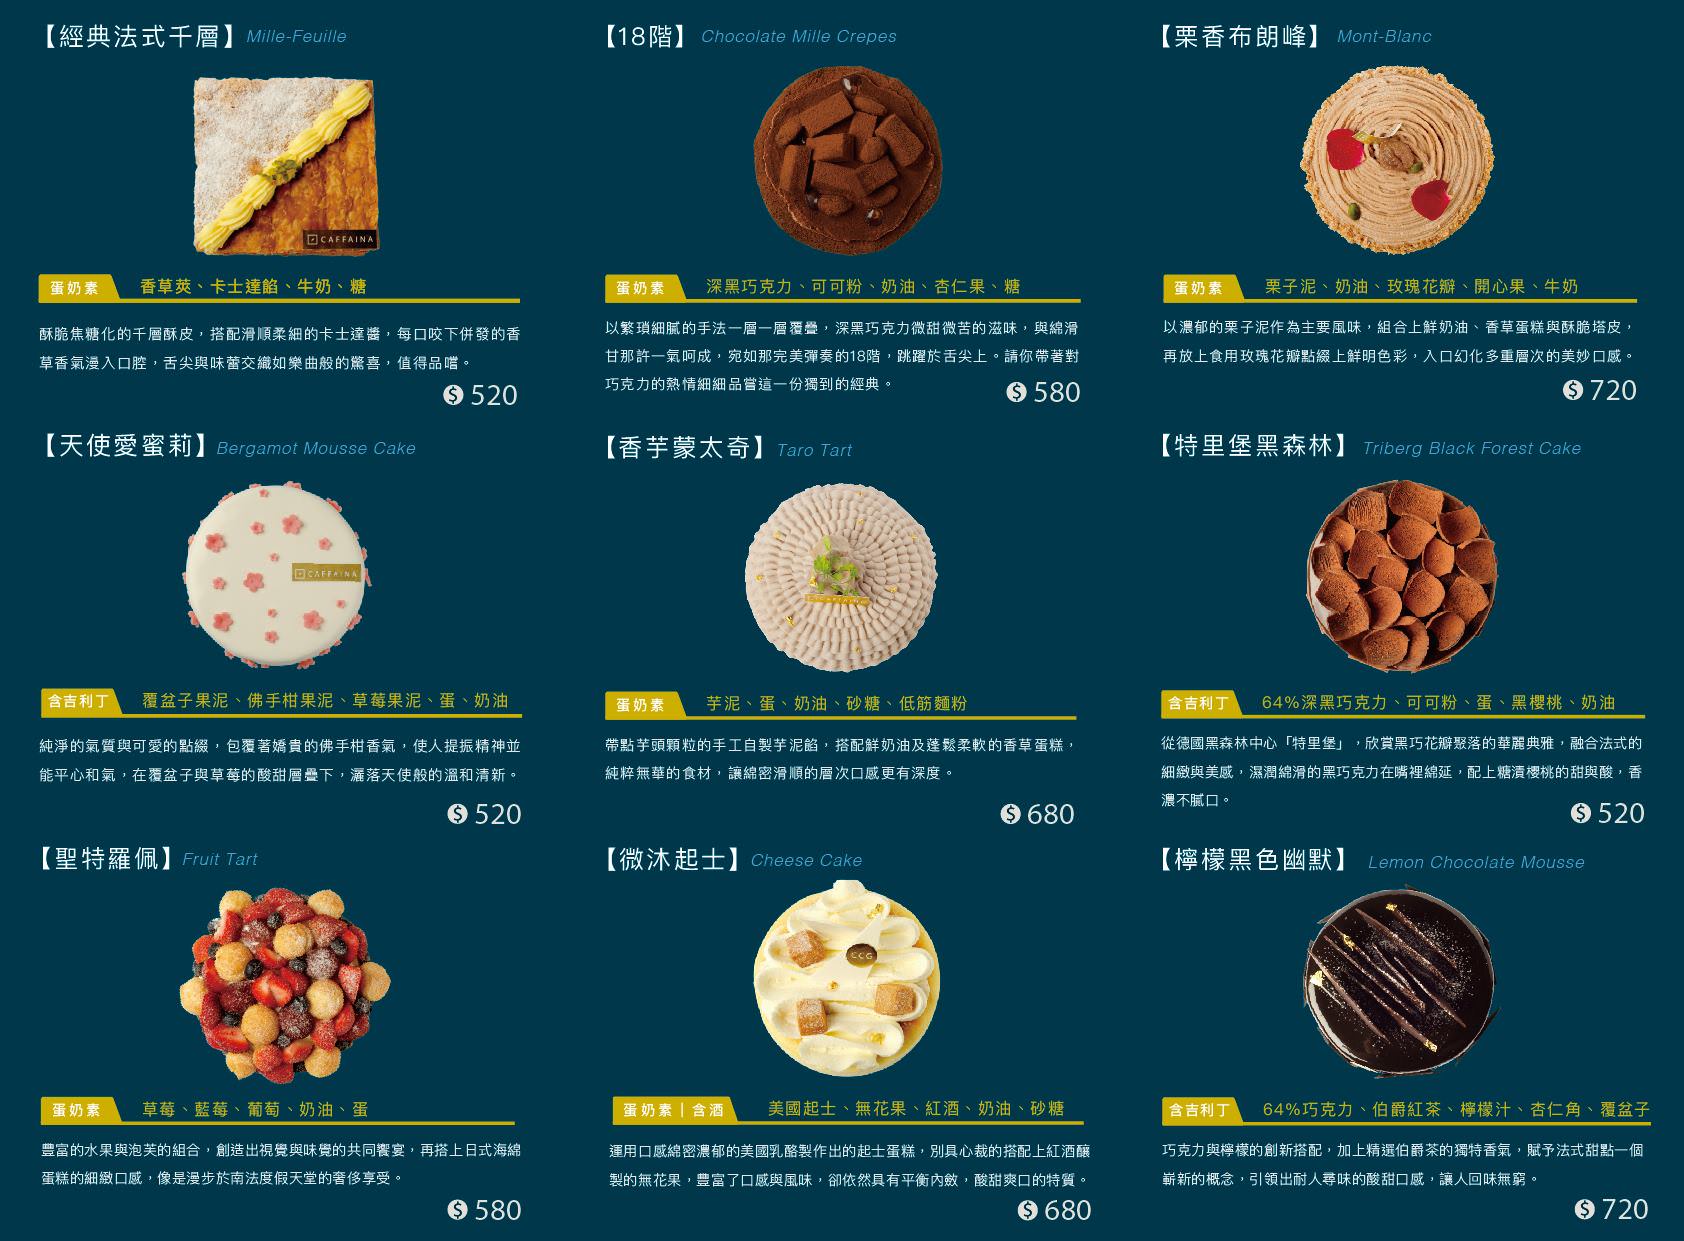 【經典法式千層】 Mille-Feuille
CAFFAINA
蛋奶素 香草莢、卡士達餡、牛奶、糖
酥脆焦糖化的千層酥皮，搭配滑順柔細的卡士達醬，每口咬下併發的香
草香氣漫入口腔，舌尖與味蕾交織如樂曲般的驚喜，值得品嚐。
$ 520
【18階】 Chocolate Mille Crepes
蛋奶素 深黑巧克力、可可粉、奶油、杏仁果、糖
以繁瑣細膩的手法一層一層覆疊，深黑巧克力微甜微苦的滋味，與綿滑
甘那許一氣呵成，宛如那完美彈奏的18階，跳躍於舌尖上。請你帶著對
巧克力的熱情細細品嘗這一份獨到的經典。
$ 580
【栗香布朗峰】 Mont-Blanc
蛋奶素 栗子泥、奶油、玫瑰花瓣、開心果、牛奶
以濃郁的栗子泥作為主要風味，組合上鮮奶油、香草蛋糕與酥脆塔皮，
再放上食用玫瑰花瓣點綴上鮮明色彩，入口幻化多重層次的美妙口感。
$ 720
【天使愛蜜莉】 Bergamot Mousse Cake
CAFFAINA
含吉利丁 覆盆子果泥、佛手柑果泥、草莓果泥、蛋、奶油
純淨的氣質與可愛的點綴，包覆著嬌貴的佛手柑香氣，使人提振精神並
能平心和氣，在覆盆子與草莓的酸甜層疊下，灑落天使般的溫和清新。
$ 520
【香芋蒙太奇】 Taro Tart
CAFFAINA
蛋奶素 芋泥、蛋、奶油、砂糖、低筋麵粉
帶點芋頭顆粒的手工自製芋泥餡，搭配鮮奶油及蓬鬆柔軟的香草蛋糕，
純粹無華的食材，讓綿密滑順的層次口感更有深度。
$ 680
【特里堡黑森林】 Triberg Black Forest Cake
含吉利丁 64%深黑巧克力、可可粉、蛋、黑櫻桃、奶油
從德國黑森林中心「特里堡」，欣賞黑巧花瓣聚落的華麗典雅，融合法式的
細緻與美感，濕潤綿滑的黑巧克力在嘴裡綿延，配上糖漬櫻桃的甜與酸，香
濃不膩口。
$ 520
【聖特羅佩】 Fruit Tart
蛋奶素 草莓、藍莓、葡萄、奶油、蛋
豐富的水果與泡芙的組合，創造出視覺與味覺的共同饗宴，再搭上日式海綿
蛋糕的細緻口感，像是漫步於南法度假天堂的奢侈享受。
$ 580
【微沐起士】 Cheese Cake
CCG
蛋奶素｜含酒 美國起士、無花果、紅酒、奶油、砂糖
運用口感綿密濃郁的美國乳酪製作出的起士蛋糕，別具心裁的搭配上紅酒釀
製的無花果，豐富了口感與風味，卻依然具有平衡內斂，酸甜爽口的特質。
$ 680
【檸檬黑色幽默】 Lemon Chocolate Mousse
含吉利丁 64%巧克力、伯爵紅茶、檸檬汁、杏仁角、覆盆子
巧克力與檸檬的創新搭配，加上精選伯爵茶的獨特香氣，賦予法式甜點一個
嶄新的概念，引領出耐人尋味的酸甜口感，讓人回味無窮。
$ 720